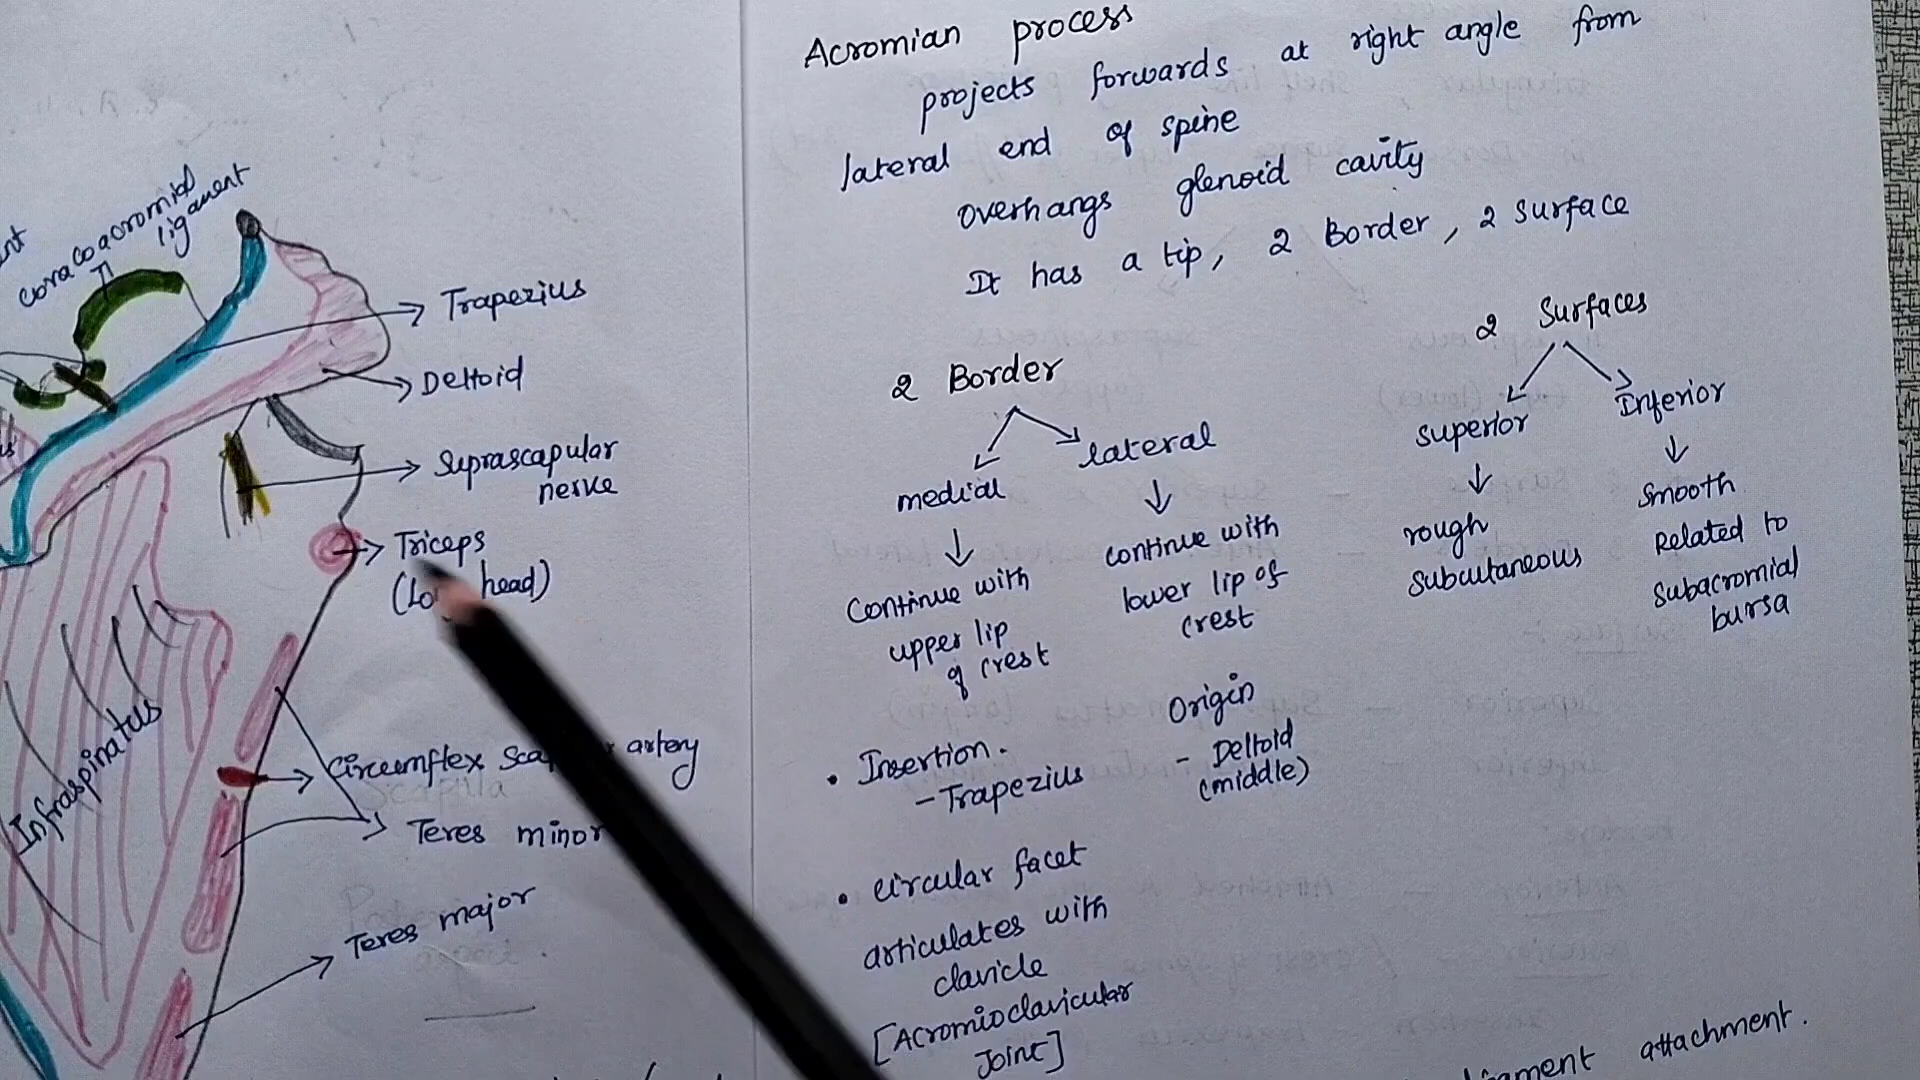 coracoacromial
ligament
Trapezius
Deltoid
Suprascapular
nerve
Triceps
head)
Infraspinatus
Circumflex artery
Teres minor
Teres major
Acromian process
projects forwards at right angle from
lateral end of spine
overhangs glenoid cavity
It has a tip, 2 Border, 2 surface
2 Border
medial
Continue with
upper lip
of crest
• Insertion.
- Trapezius
• circular facet
articulates with
clavicle
[Acromioclavicular
Joint]
lateral
continue with
lower lip of
crest
Origin
- Deltoid
(middle)
2 Surfaces
superior
rough
subcutaneous
Inferior
smooth
Related to
subacromial
bursa
attachment.